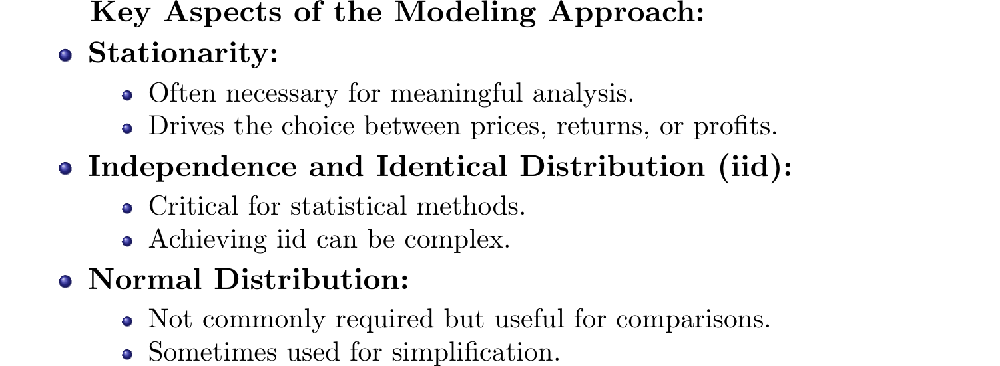 Key Aspects of the Modeling Approach:
Stationarity:
Often necessary for meaningful analysis.
Drives the choice between prices, returns, or profits.
Independence and Identical Distribution (iid):
Critical for statistical methods.
Achieving iid can be complex.
Normal Distribution:
Not commonly required but useful for comparisons.
Sometimes used for simplification.